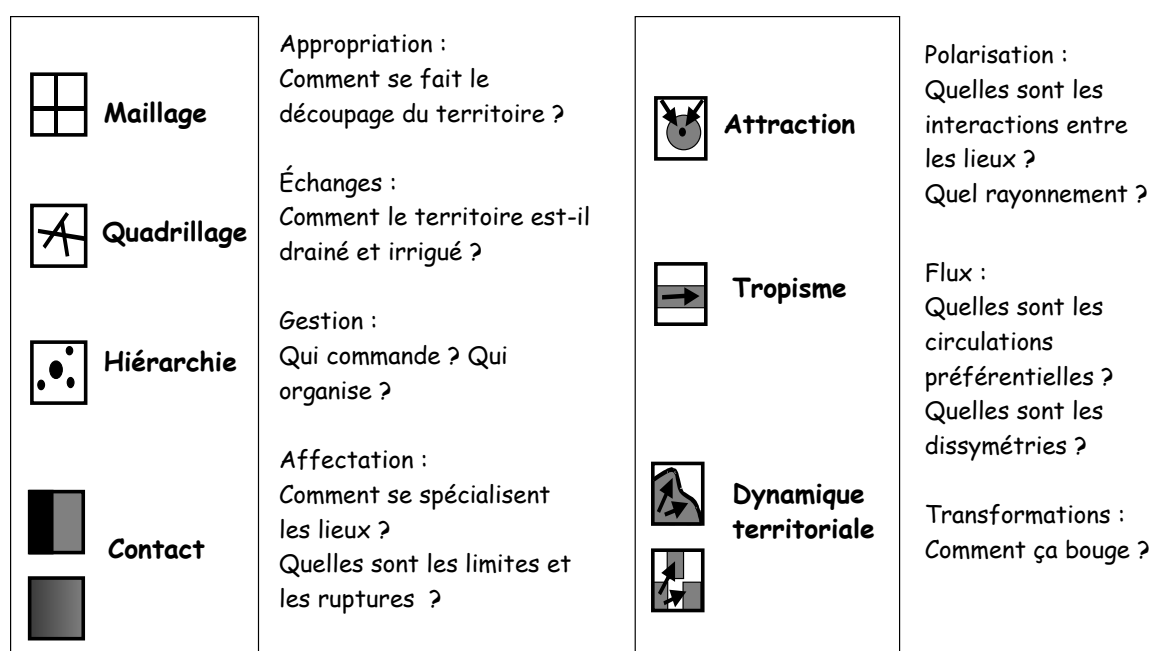 Maillage
Appropriation :
Comment se fait le
découpage du territoire ?
Quadrillage
Échanges :
Comment le territoire est-il
drainé et irrigué ?
Hiérarchie
Gestion :
Qui commande ? Qui
organise ?
Contact
Affectation :
Comment se spécialisent
les lieux ?
Quelles sont les limites et
les ruptures ?
Attraction
Polarisation :
Quelles sont les
interactions entre
les lieux ?
Quel rayonnement ?
Tropisme
Flux :
Quelles sont les
circulations
préférentielles ?
Quelles sont les
dissymétries ?
Dynamique
territoriale
Transformations :
Comment ça bouge ?